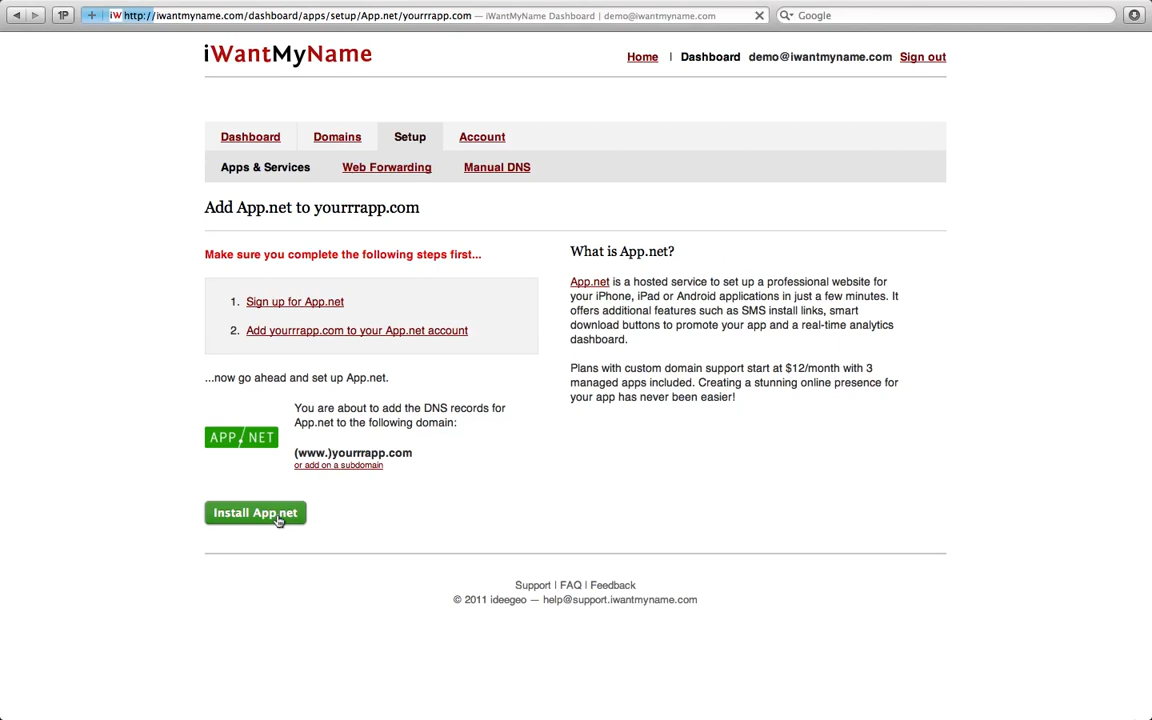 1P
iW http://iwantmyname.com/dashboard/apps/setup/App.net/yourrrapp.com — iWantMyName Dashboard | demo@iwantmyname.com
Google
iWantMyName
Home | Dashboard demo@iwantmyname.com Sign out
Dashboard Domains Setup Account
Apps & Services Web Forwarding Manual DNS
Add App.net to yourrrapp.com
Make sure you complete the following steps first...
1. Sign up for App.net
2. Add yourrrapp.com to your App.net account
...now go ahead and set up App.net.
APP.NET
You are about to add the DNS records for
App.net to the following domain:
(www.)yourrrapp.com
or add on a subdomain
Install App.net
What is App.net?
App.net is a hosted service to set up a professional website for
your iPhone, iPad or Android applications in just a few minutes. It
offers additional features such as SMS install links, smart
download buttons to promote your app and a real-time analytics
dashboard.
Plans with custom domain support start at $12/month with 3
managed apps included. Creating a stunning online presence for
your app has never been easier!
Support | FAQ | Feedback
© 2011 ideegeo — help@support.iwantmyname.com